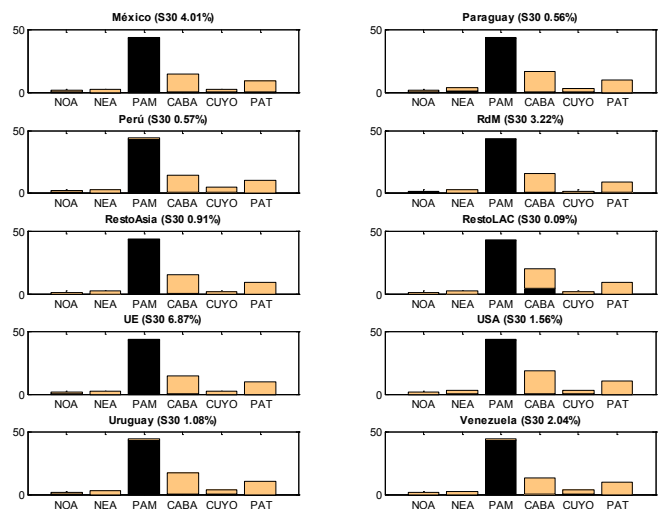 México (S30 4.01%)
50
0
NOA NEA PAM CABA CUYO PAT
Paraguay (S30 0.56%)
50
0
NOA NEA PAM CABA CUYO PAT
Perú (S30 0.57%)
50
0
NOA NEA PAM CABA CUYO PAT
RdM (S30 3.22%)
50
0
NOA NEA PAM CABA CUYO PAT
RestoAsia (S30 0.91%)
50
0
NOA NEA PAM CABA CUYO PAT
RestoLAC (S30 0.09%)
50
0
NOA NEA PAM CABA CUYO PAT
UE (S30 6.87%)
50
0
NOA NEA PAM CABA CUYO PAT
USA (S30 1.56%)
50
0
NOA NEA PAM CABA CUYO PAT
Uruguay (S30 1.08%)
50
0
NOA NEA PAM CABA CUYO PAT
Venezuela (S30 2.04%)
50
0
NOA NEA PAM CABA CUYO PAT